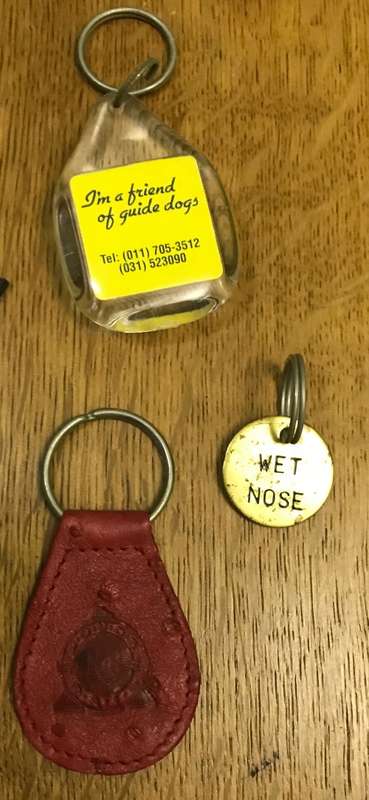 I'm a friend
of guide dogs
Tel: (011) 705-3512
(031) 523090
WET
NOSE